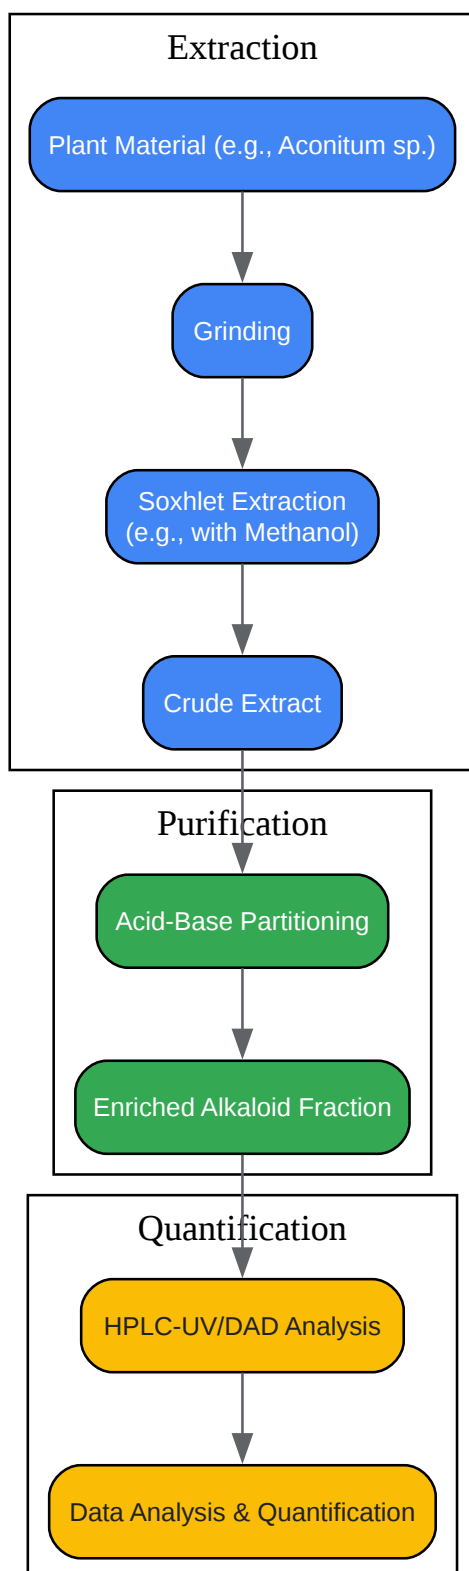 Extraction
Plant Material (e.g., Aconitum sp.)
Grinding
Soxhlet Extraction
(e.g., with Methanol)
Crude Extract
Purification
Acid-Base Partitioning
Enriched Alkaloid Fraction
Quantification
HPLC-UV/DAD Analysis
Data Analysis & Quantification